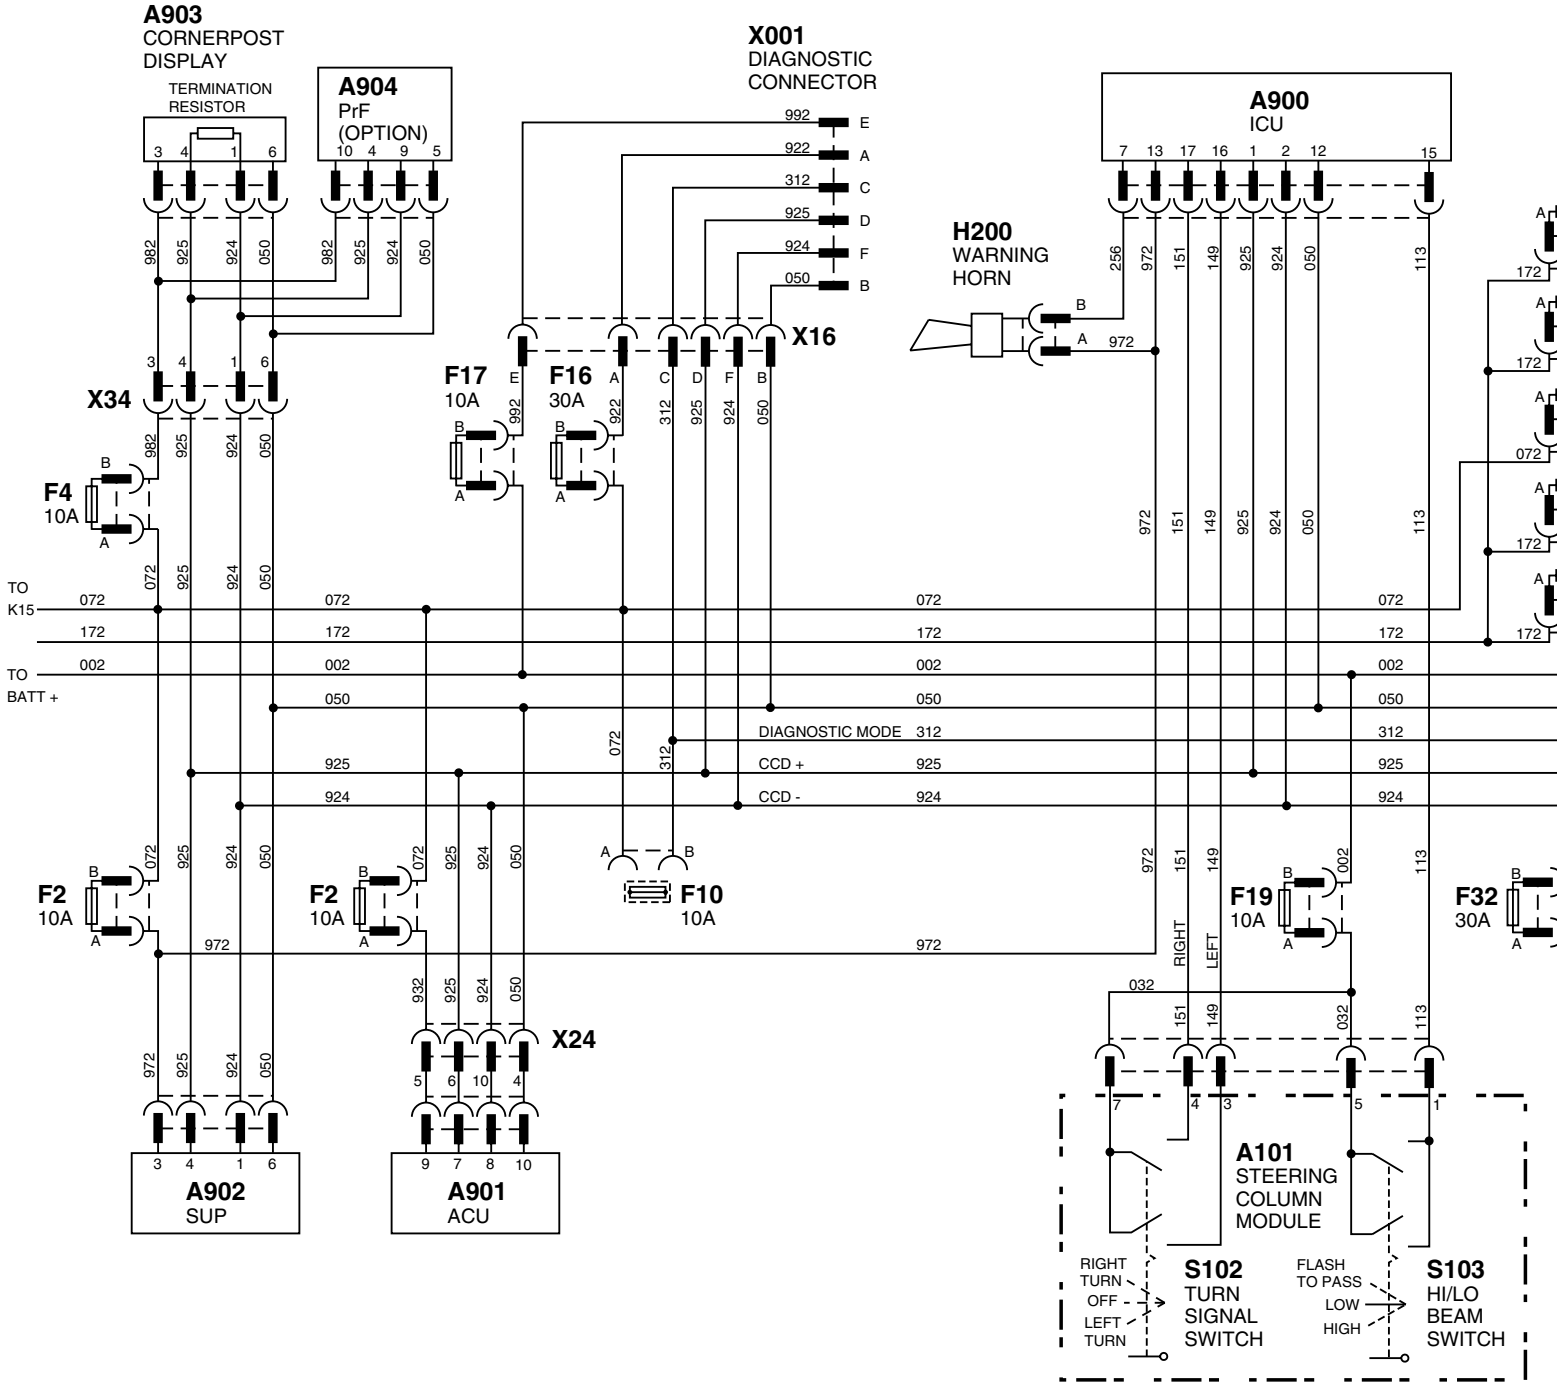 A903
CORNERPOST
DISPLAY
TERMINATION
RESISTOR
3 4 1 6
A904
PrF
(OPTION)
10 4 9 5
X001
DIAGNOSTIC
CONNECTOR
992 E
922 A
312 C
925 D
924 F
050 B
A900
ICU
7 13 17 16 1 2 12 15
982 925 924 050 982 925 924 050
256 972 151 149 925 924 050 113
H200
WARNING
HORN
B
A 972
X16
3 4 1 6
X34
F17
10A
F16
30A
E A C D F B
992 922 312 925 924 050
B A
B A
982 925 924 050
F4
10A
B
A
072 925 924 050
972 151 149 925 924 050 113
A
172
A
172
A
072
A
172
A
172
TO
K15
072 072 072 072
172 172 172 172
TO
BATT +
002 002 002 002
050 050 050
DIAGNOSTIC MODE 312 312
925 CCD + 925 925
924 CCD - 924 924
072 312
072 925 924 050
072 925 924 050
972 151 149 002 113
F2
10A
B
A
F2
10A
B
A
A B
F10
10A
F19
10A
B
A
F32
30A
B
A
972 972
RIGHT LEFT
932 925 924 050
032
151 149 032 113
X24
5 6 10 4
972 925 924 050
3 4 1 6
A902
SUP
9 7 8 10
A901
ACU
7 4 3 5 1
A101
STEERING
COLUMN
MODULE
RIGHT
TURN
OFF
LEFT
TURN
S102
TURN
SIGNAL
SWITCH
FLASH
TO PASS
LOW
HIGH
S103
HI/LO
BEAM
SWITCH